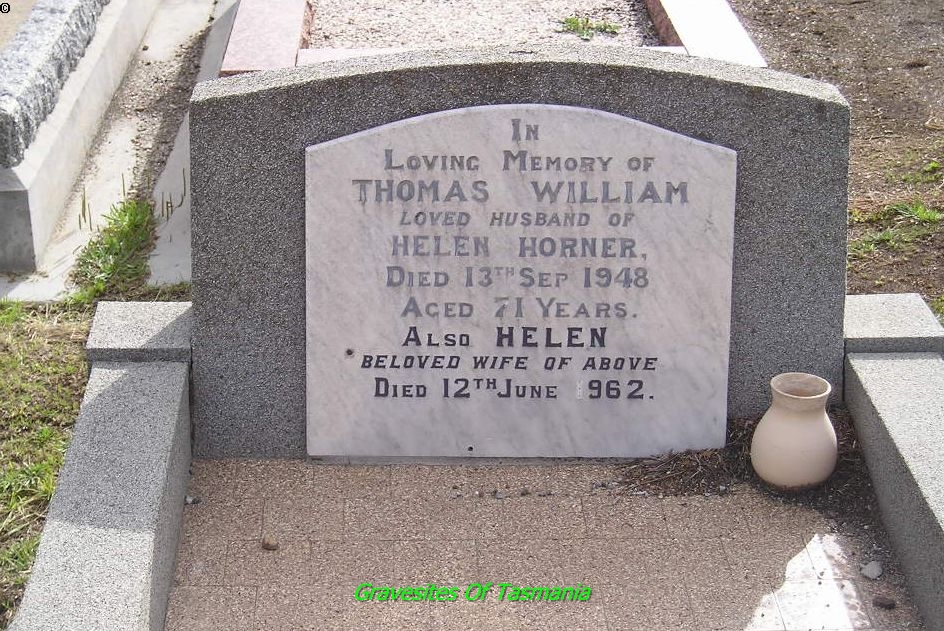 ©
In
Loving Memory of
THOMAS WILLIAM
LOVED HUSBAND OF
HELEN HORNER,
Died 13TH Sep 1948
Aged 71 Years.
Also HELEN
BELOVED WIFE OF ABOVE
Died 12TH June 1962.
Gravesites Of Tasmania